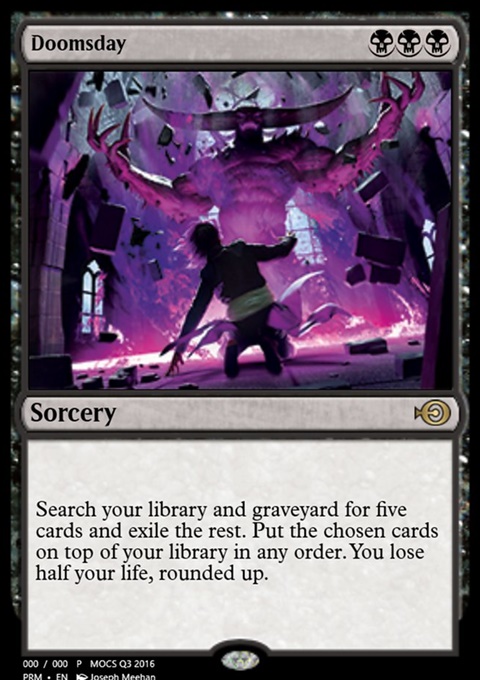 Doomsday
Sorcery
Search your library and graveyard for five
cards and exile the rest. Put the chosen cards
on top of your library in any order. You lose
half your life, rounded up.
000 / 000 P MOCS Q3 2016
PRM • EN Joseph Meehan